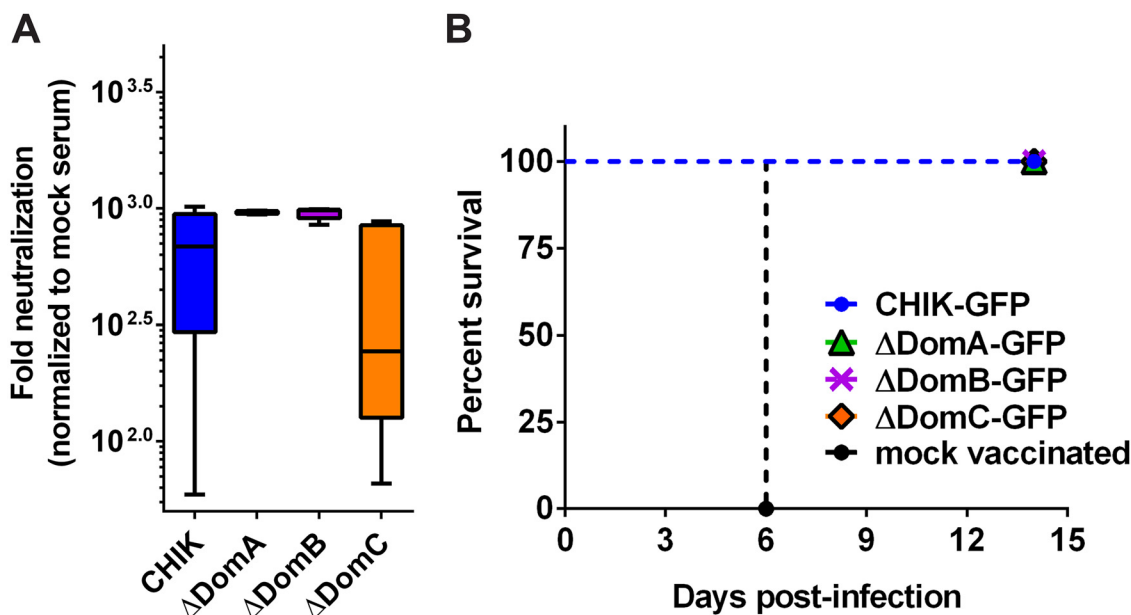 A
Fold neutralization
(normalized to mock serum)
10^3.5
10^3.0
10^2.5
10^2.0
CHIK
ΔDomA
ΔDomB
ΔDomC
B
Percent survival
100
75
50
25
0
0 3 6 9 12 15
Days post-infection
CHIK-GFP
ΔDomA-GFP
ΔDomB-GFP
ΔDomC-GFP
mock vaccinated